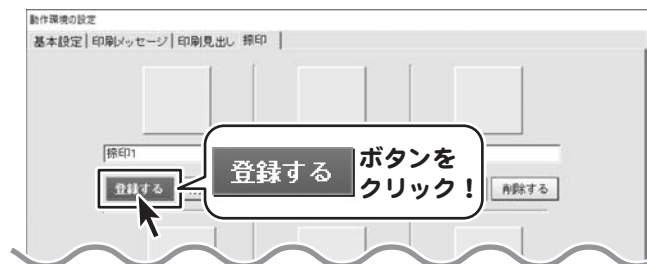 動作環境の設定
基本設定 印刷メッセージ 印刷見出し 捺印
捺印1
登録する 登録する ボタンを
クリック！
削除する